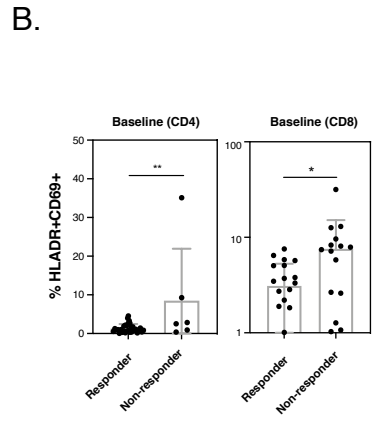 B.
Baseline (CD4)
Baseline (CD8)
% HLADR+CD69+
50
40
30
20
10
0
**
Responder
Non-responder
100
10
1
*
Responder
Non-responder